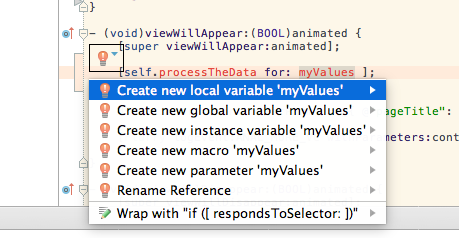 }
- (void)viewWillAppear:(BOOL)animated {
[super viewWillAppear:animated];
[self.processTheData for: myValues ];
Create new local variable 'myValues'
Create new global variable 'myValues'
ageTitle"
Create new instance variable 'myValues'
meters:cont
Create new macro 'myValues'
Create new parameter 'myValues'
Rename Reference
Wrap with "if ([ respondsToSelector: ])"